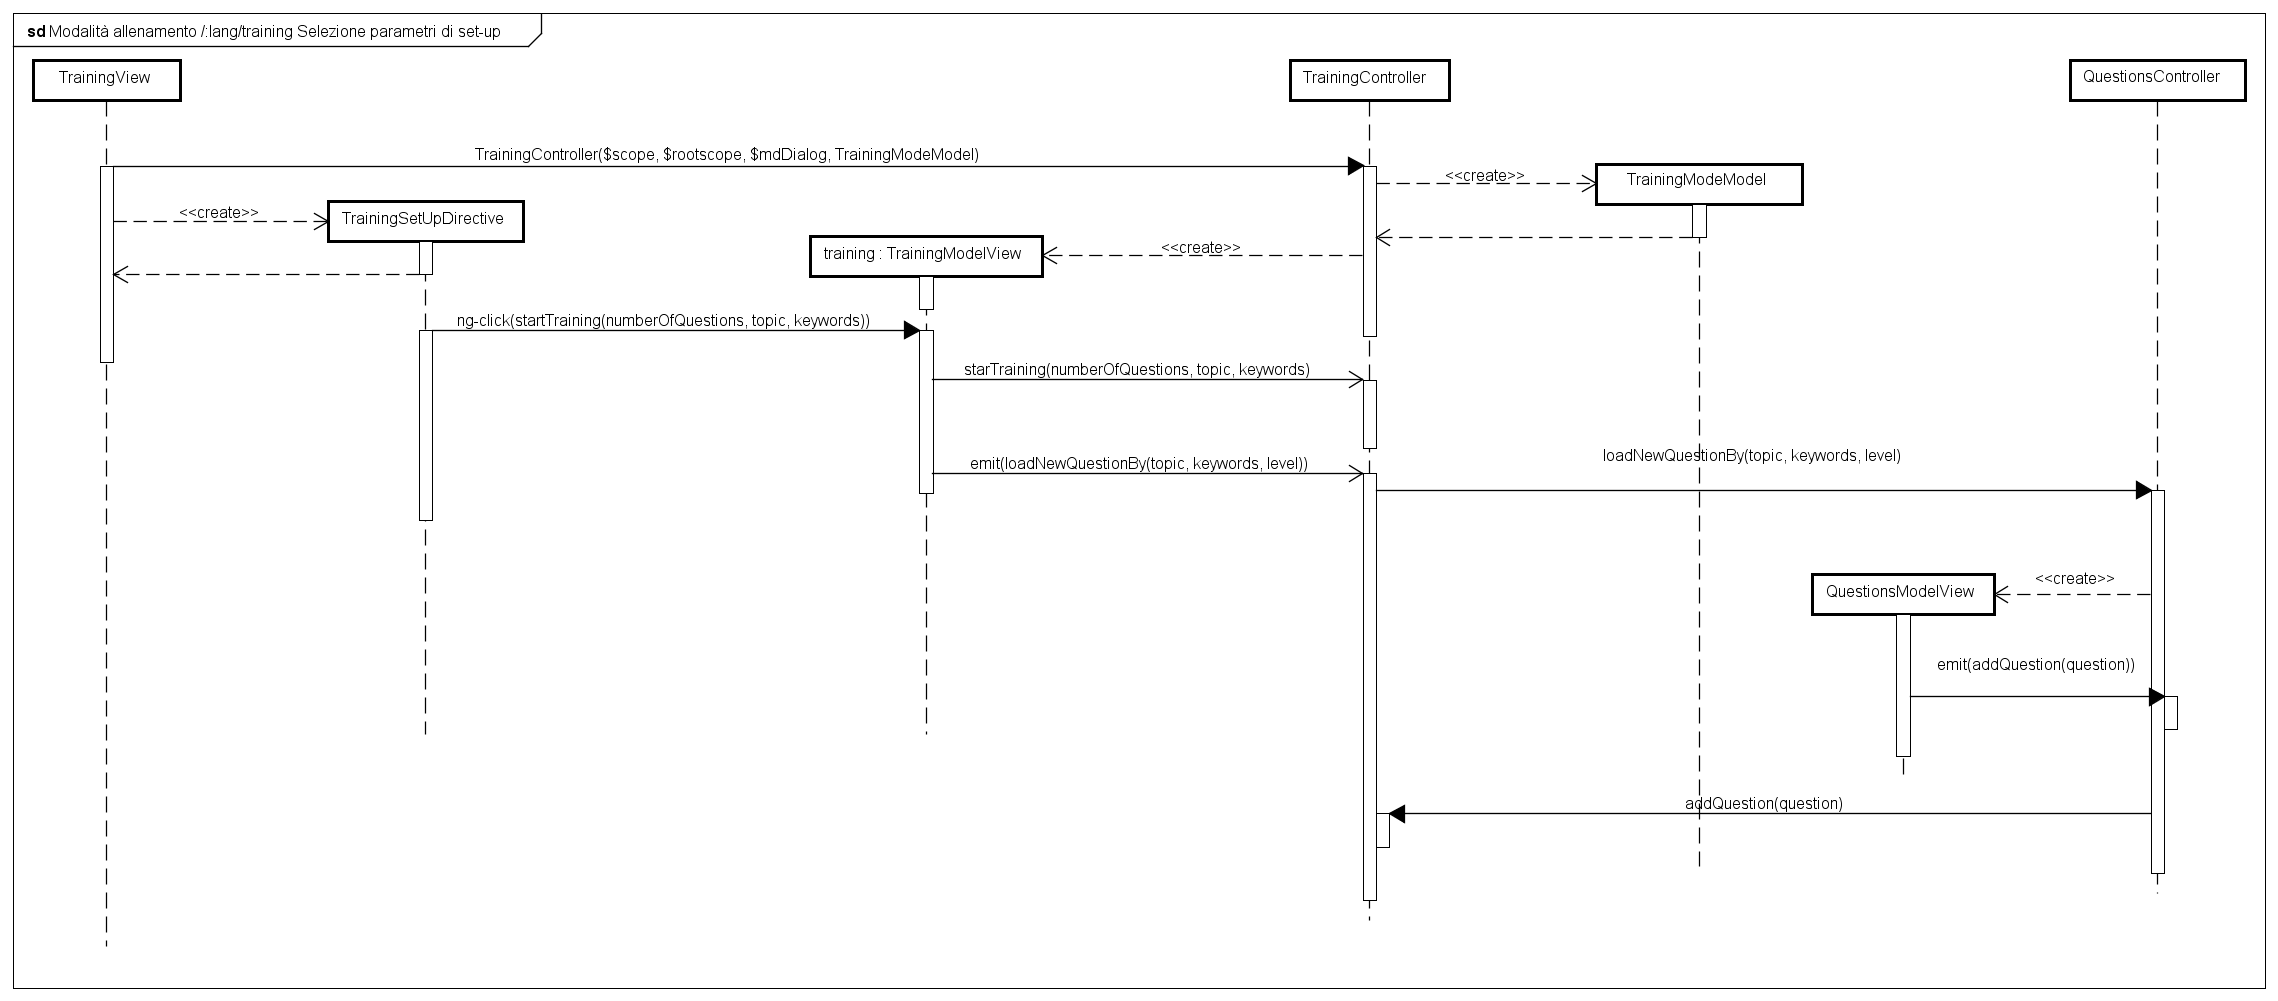 sd Modalità allenamento /:lang/training Selezione parametri di set-up
TrainingView
TrainingController
QuestionsController
TrainingController($scope, $rootscope, $mdDialog, TrainingModeModel)
<<create>>
TrainingModeModel
<<create>>
TrainingSetUpDirective
training : TrainingModelView
<<create>>
ng-click(startTraining(numberOfQuestions, topic, keywords))
starTraining(numberOfQuestions, topic, keywords)
emit(loadNewQuestionBy(topic, keywords, level))
loadNewQuestionBy(topic, keywords, level)
<<create>>
QuestionsModelView
emit(addQuestion(question))
addQuestion(question)